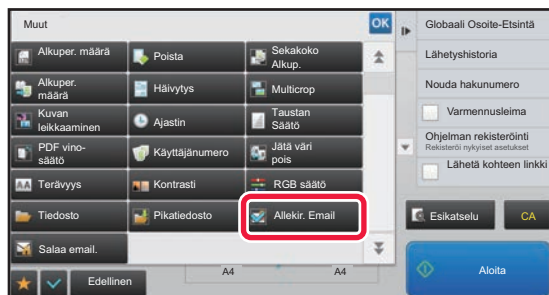 Muut
OK
Alkuper. määrä
Poista
Sekakoko
Alkup.
Alkuper.
määrä
Häivytys
Multicrop
Kuvan
leikkaaminen
Ajastin
Taustan
Säätö
PDF vino-
säätö
Käyttäjänumero
Jätä väri
pois
Terävyys
Kontrasti
RGB säätö
Tiedosto
Pikatiedosto
Allekir. Email
Salaa email.
Edellinen
A4
A4
Globaali Osoite-Etsintä
Lähetyshistoria
Nouda hakunumero
Varmennusleima
Ohjelman rekisteröinti
Rekisteröi nykyiset asetukset
Lähetä kohteen linkki
Esikatselu
CA
Aloita